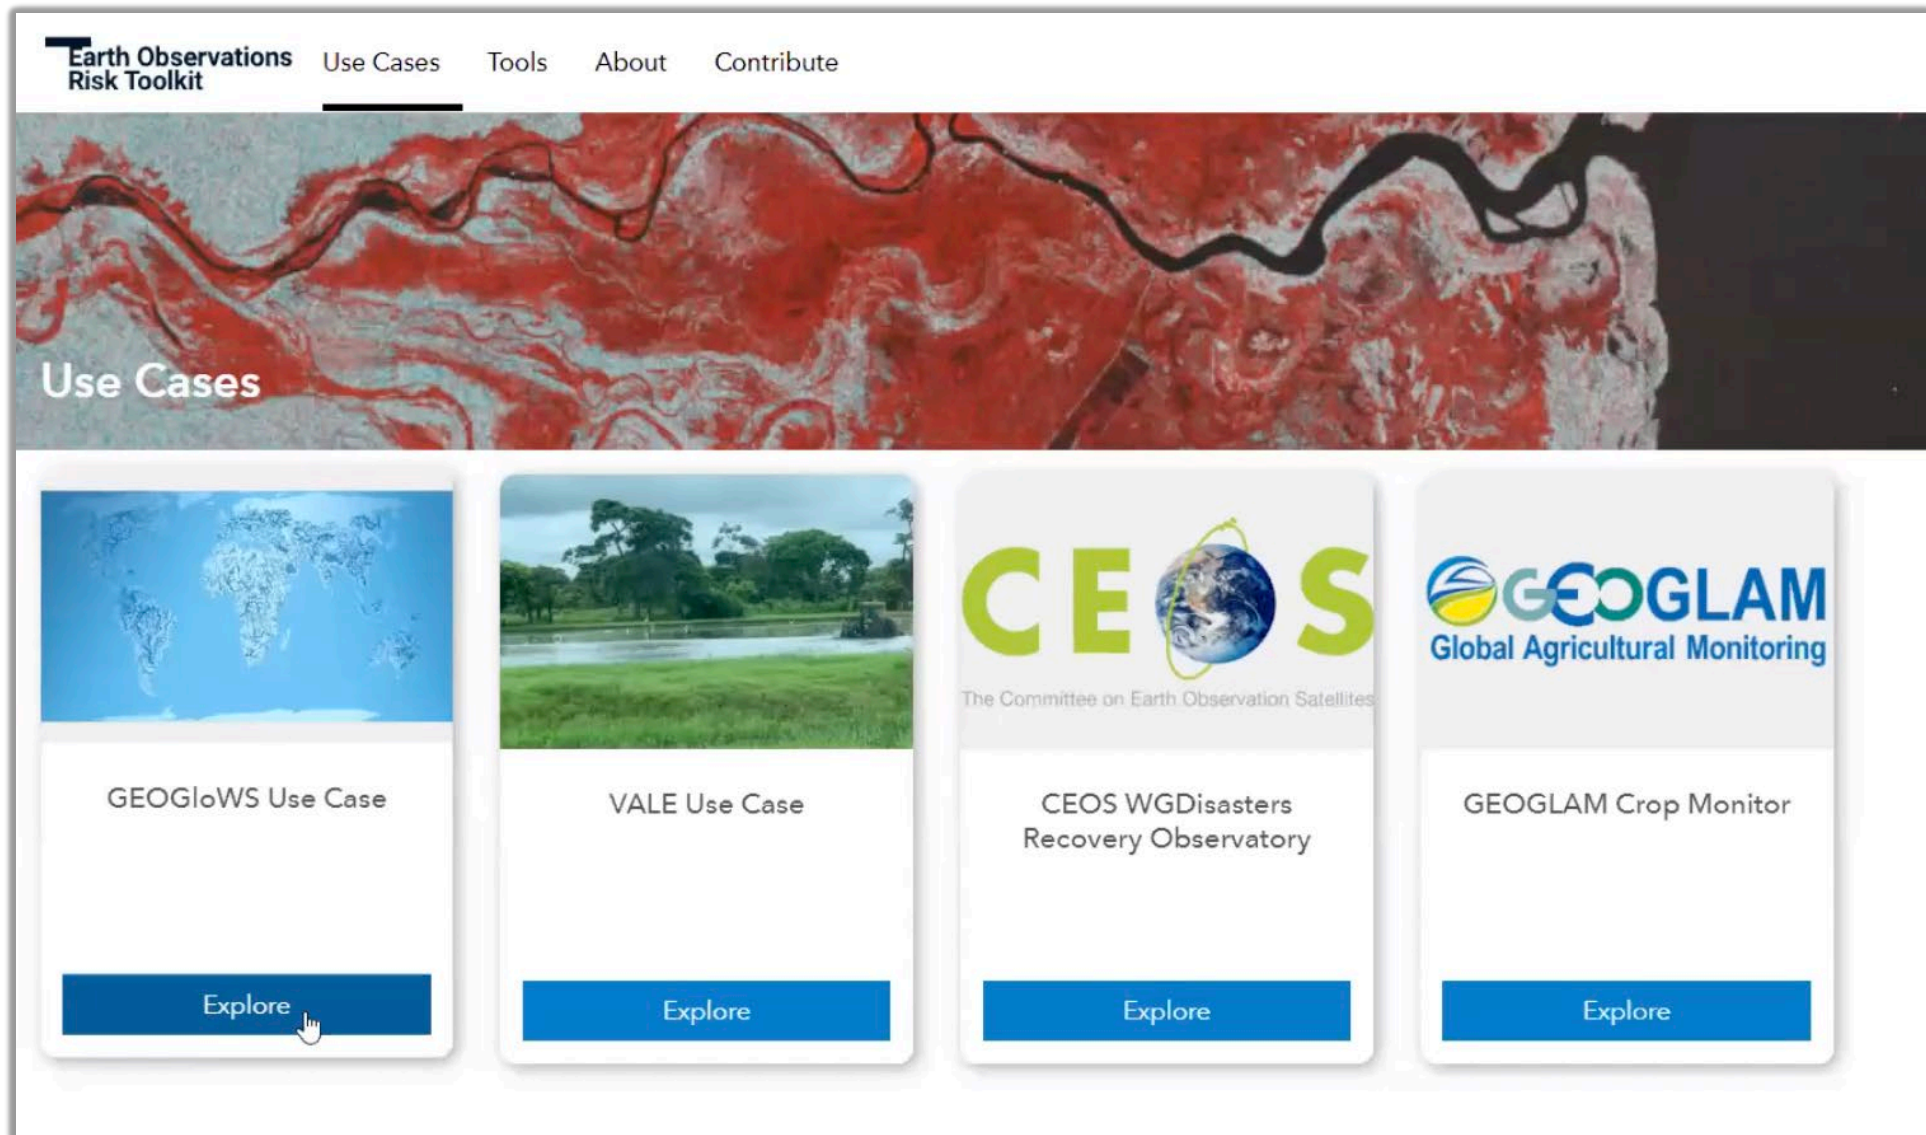 Earth Observations
Risk Toolkit
Use Cases
Tools
About
Contribute
Use Cases
CEOS
The Committee on Earth Observation Satellites
GEOGLAM
Global Agricultural Monitoring
GEOGloWS Use Case
VALE Use Case
CEOS WGDisasters
Recovery Observatory
GEOGLAM Crop Monitor
Explore
Explore
Explore
Explore